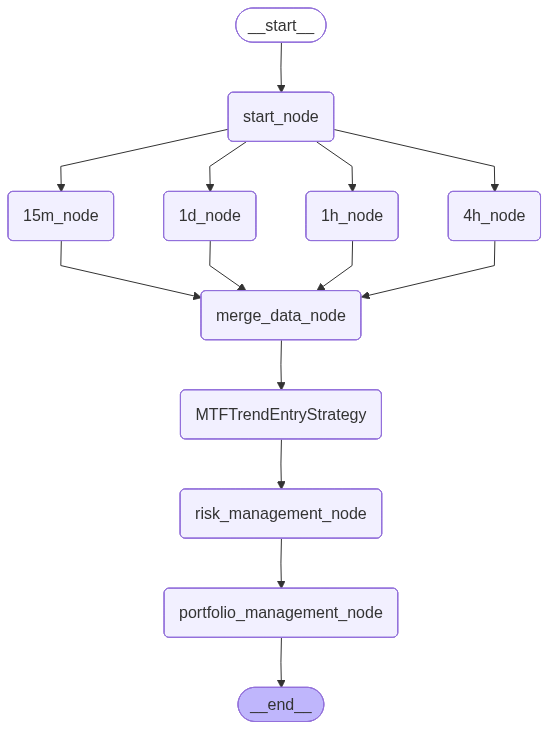 __start__
start_node
15m_node
1d_node
1h_node
4h_node
merge_data_node
MTFTrendEntryStrategy
risk_management_node
portfolio_management_node
__end__